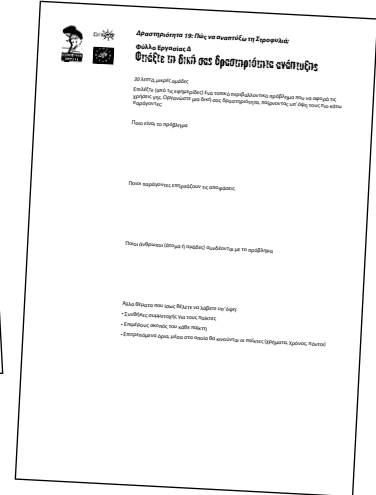 Δραστηριότητα 19: Πώς να αναπτύξω τη Στροφυλιά;
Φύλλο Εργασίας Δ
Φτιάξτε τη δική σας δραστηριότητα ανάπτυξης
20 λεπτά, μικρές ομάδες
Επιλέξτε (από τις εφημερίδες) ένα τοπικό περιβαλλοντικό πρόβλημα που να αφορά τις
χρήσεις γης. Οργανώστε μια δική σας δραστηριότητα, παίρνοντας υπ' όψη τους πιο κάτω
παράγοντες:
Ποιο είναι το πρόβλημα
Ποιοι παράγοντες επηρεάζουν τις αποφάσεις
Ποιοι άνθρωποι (άτομα ή ομάδες) συνδέονται με το πρόβλημα
Άλλα θέματα που ίσως θέλετε να λάβετε υπ' όψη:
• Συνθήκες συμμετοχής για τους παίκτες
• Επιμέρους σκοπός του κάθε παίκτη
• Επιτρεπόμενα όρια, μέσα στα οποία θα κινούνται οι παίκτες (χρήματα, χρόνος, πόντοι)